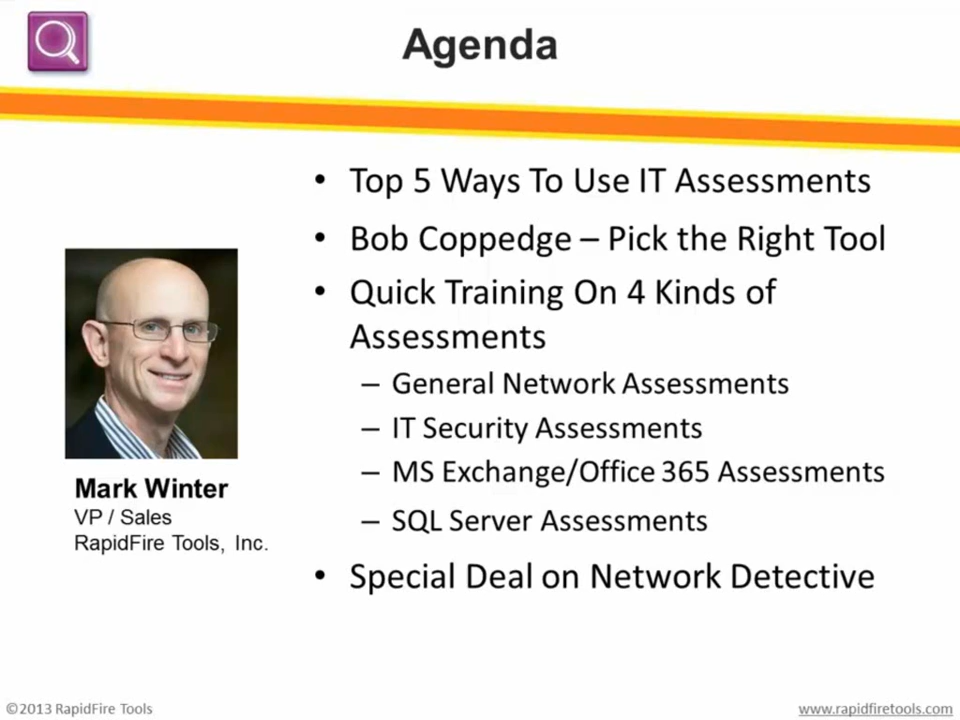 Agenda
• Top 5 Ways To Use IT Assessments
• Bob Coppedge – Pick the Right Tool
• Quick Training On 4 Kinds of
Assessments
– General Network Assessments
– IT Security Assessments
– MS Exchange/Office 365 Assessments
– SQL Server Assessments
• Special Deal on Network Detective
Mark Winter
VP / Sales
RapidFire Tools, Inc.
©2013 RapidFire Tools
www.rapidfiretools.com